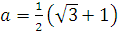 a = 1/2 (√3 + 1)